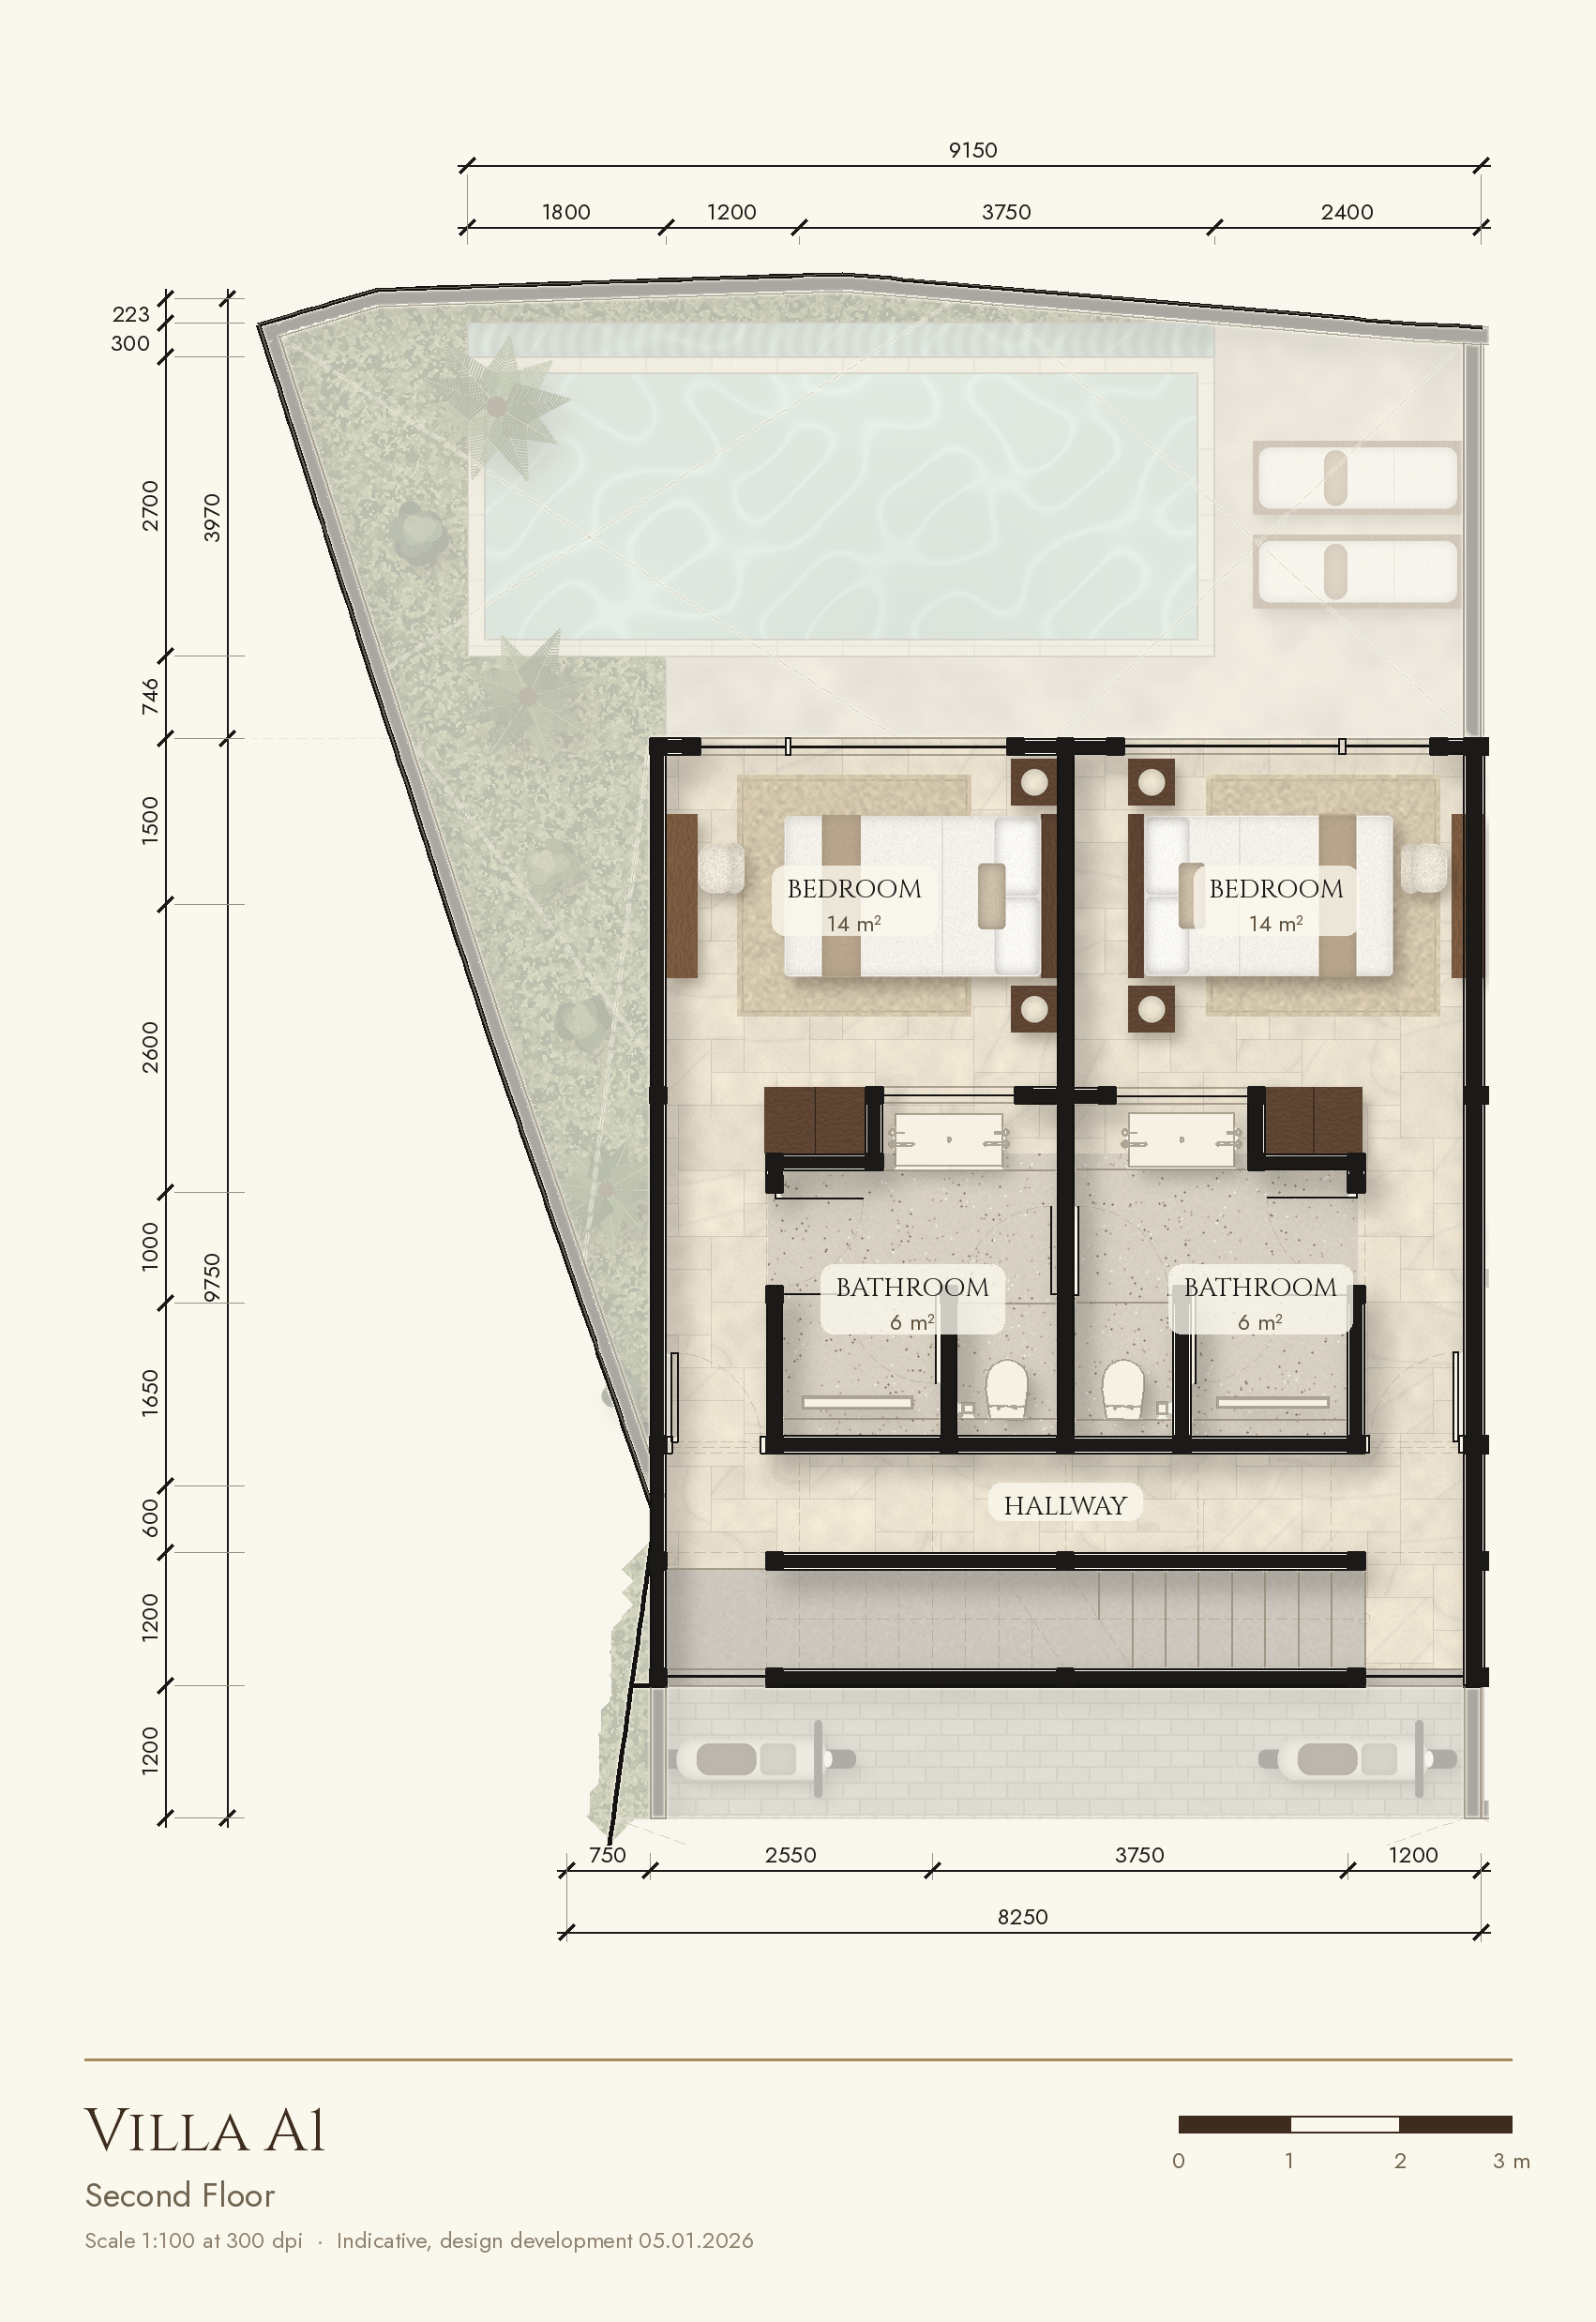 9150
1800 1200 3750 2400
223
300
2700
3970
746
1500
2600
1000
9750
1650
600
1200
1200
BEDROOM
14 m²
BEDROOM
14 m²
BATHROOM
6 m²
BATHROOM
6 m²
HALLWAY
750 2550 3750 1200
8250
VILLA A1
Second Floor
Scale 1:100 at 300 dpi · Indicative, design development 05.01.2026
0 1 2 3 m